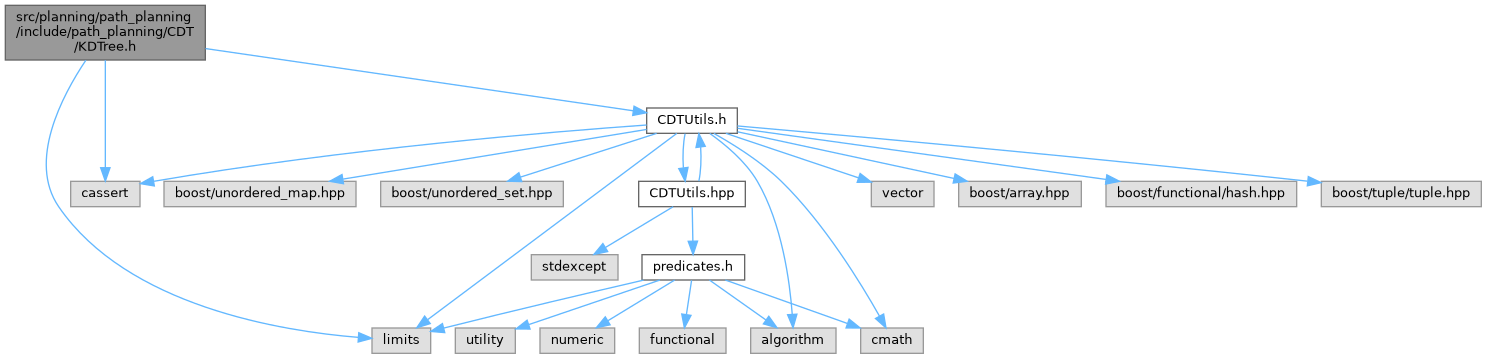 src/planning/path_planning
/include/path_planning/CDT
/KDTree.h
CDTUtils.h
cassert
boost/unordered_map.hpp
boost/unordered_set.hpp
CDTUtils.hpp
vector
boost/array.hpp
boost/functional/hash.hpp
boost/tuple/tuple.hpp
stdexcept
predicates.h
limits
utility
numeric
functional
algorithm
cmath